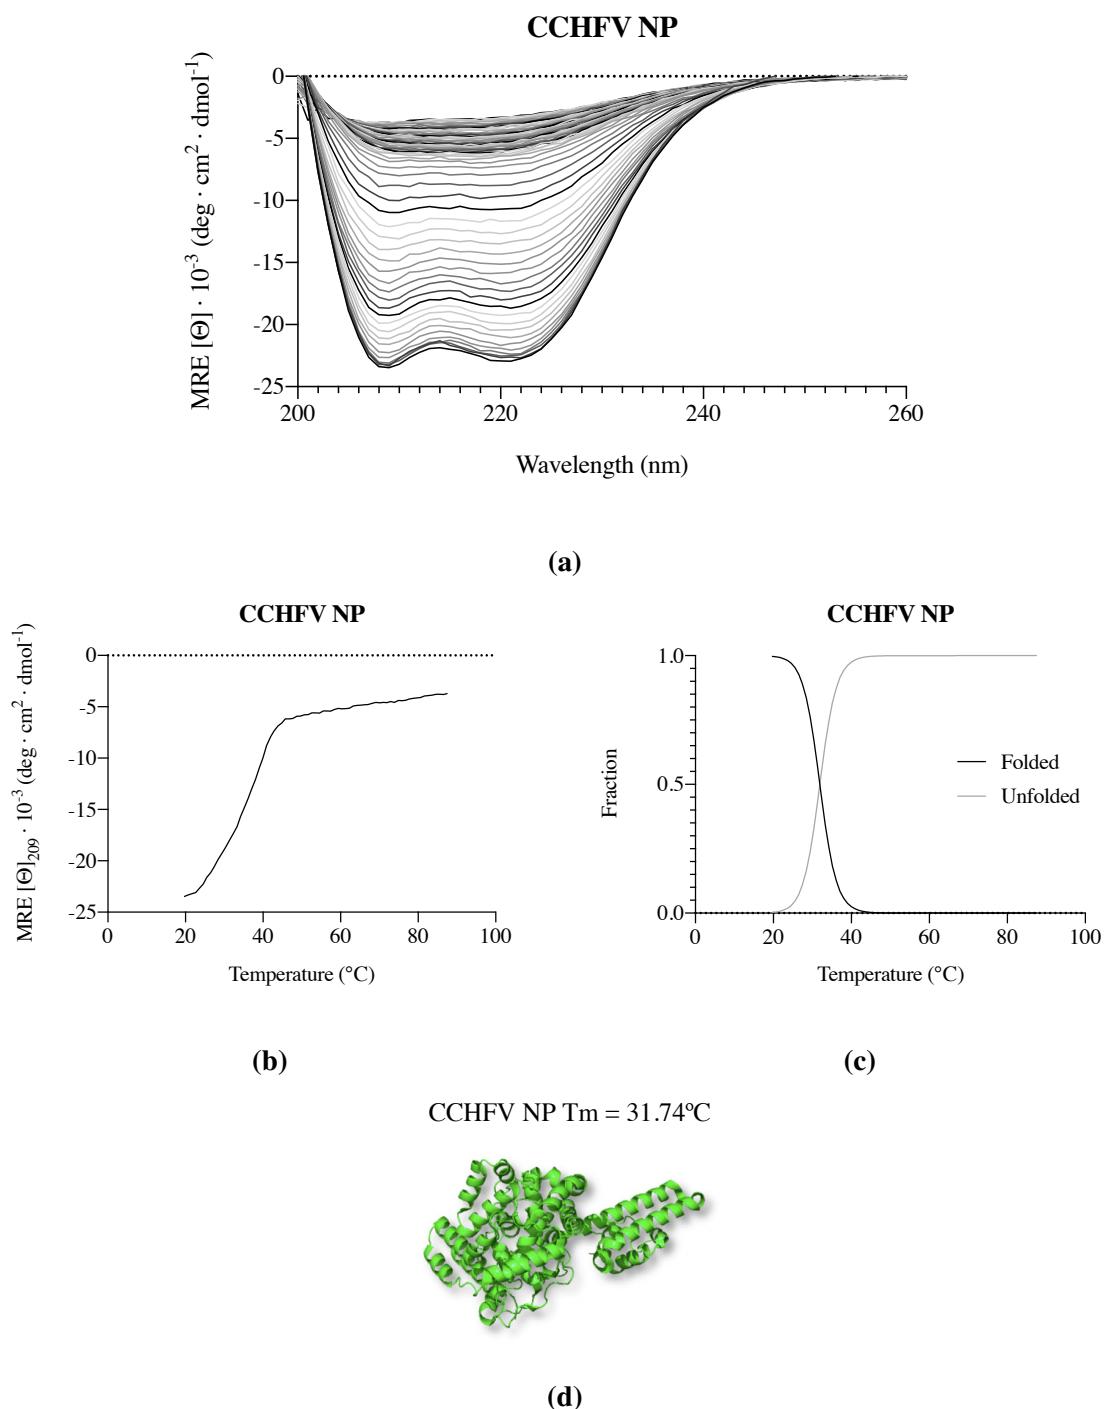 CCHFV NP
MRE [Θ] · 10⁻³ (deg · cm² · dmol⁻¹)
0
-5
-10
-15
-20
-25
200
220
240
260
Wavelength (nm)
(a)
CCHFV NP
MRE [Θ]₂₀₉ · 10⁻³ (deg · cm² · dmol⁻¹)
0
-5
-10
-15
-20
-25
0
20
40
60
80
100
Temperature (°C)
(b)
CCHFV NP
Fraction
1.0
0.5
0.0
0
20
40
60
80
100
Folded
Unfolded
Temperature (°C)
(c)
CCHFV NP Tm = 31.74ºC
(d)